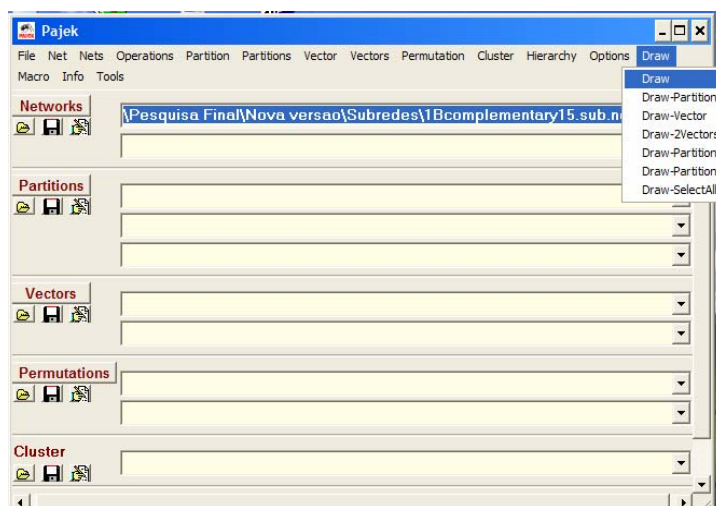 Pajek
File Net Nets Operations Partition Partitions Vector Vectors Permutation Cluster Hierarchy Options Draw
Macro Info Tools
Draw
Draw-Partition
Draw-Vector
Draw-2Vectors
Draw-Partition
Draw-Partition
Draw-SelectAll
Networks
\Pesquisa Final\Nova versao\Subredes\1Bcomplementary15.sub.n
Partitions
Vectors
Permutations
Cluster